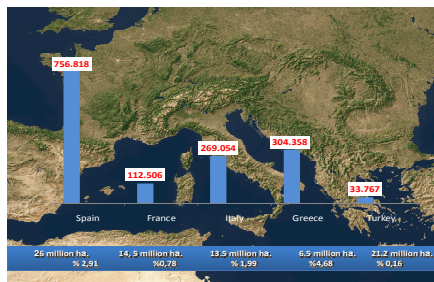 756.818
112.506
269.054
304.358
33.767
Spain France Italy Greece Turkey
26 million ha. 14, 5 million ha. 13.5 million ha. 6,5 million ha. 21.2 million ha.
% 2,91 %0,78 % 1,99 %4,68 % 0,16